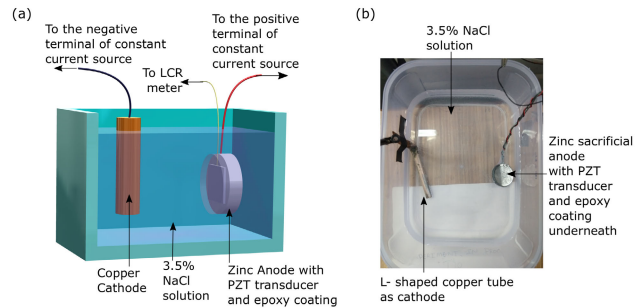 (a)
To the negative
terminal of constant
current source
To the positive
terminal of
constant
current source
To LCR
meter
Copper
Cathode
3.5%
NaCl
solution
Zinc Anode with
PZT transducer
and epoxy coating
(b)
3.5% NaCl
solution
Zinc sacrificial
anode
with PZT
transducer
and epoxy
coating
underneath
L- shaped copper tube
as cathode